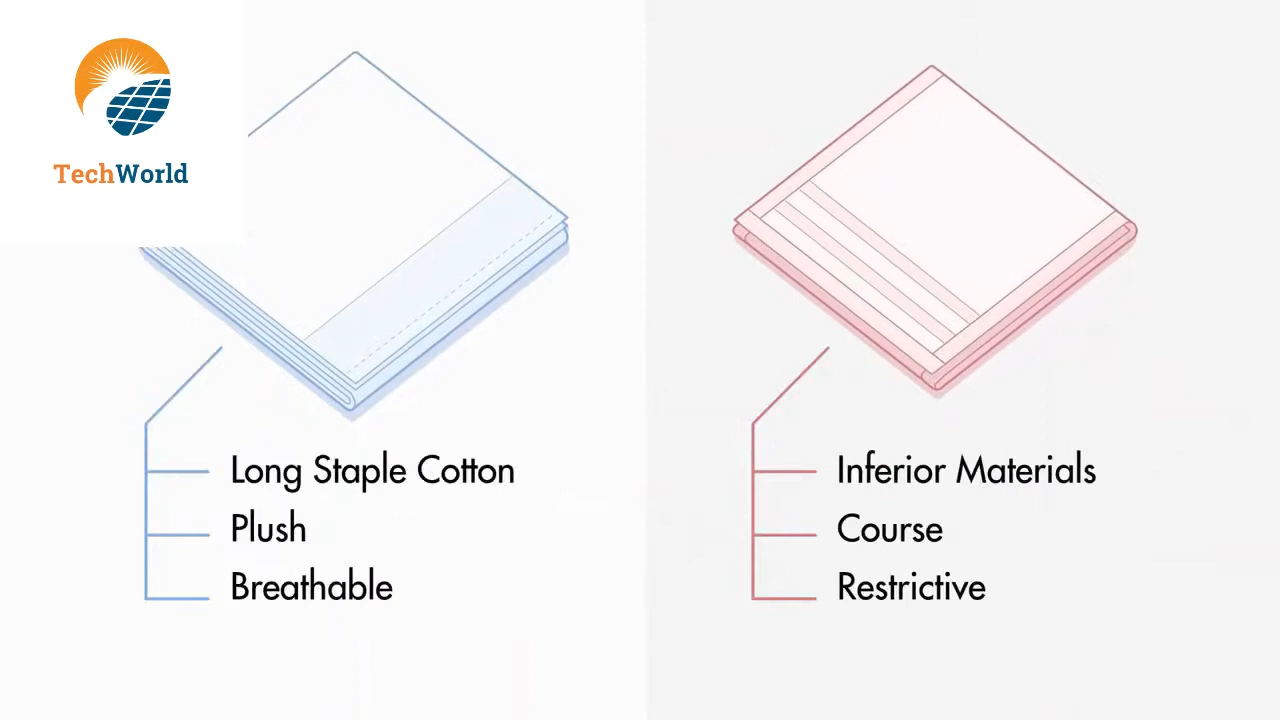 TechWorld
Long Staple Cotton
Plush
Breathable
Inferior Materials
Course
Restrictive